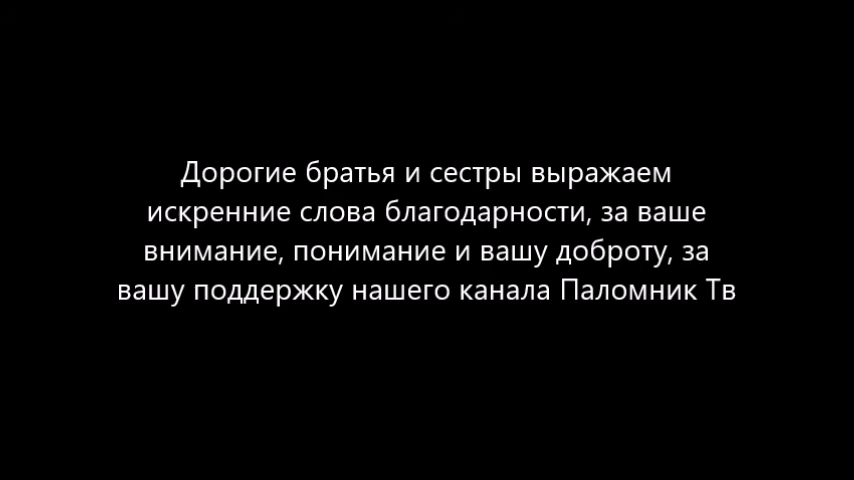 Дорогие братья и сестры выражаем
искренние слова благодарности, за ваше
внимание, понимание и вашу доброту, за
вашу поддержку нашего канала Паломник Тв